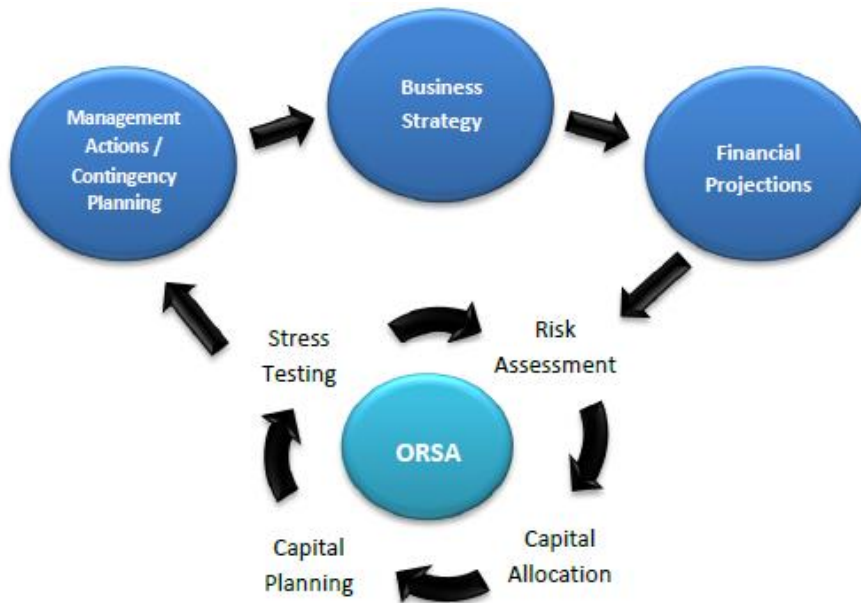 Business
Strategy
Management
Actions /
Contingency
Planning
Financial
Projections
Stress
Testing
Risk
Assessment
ORSA
Capital
Planning
Capital
Allocation